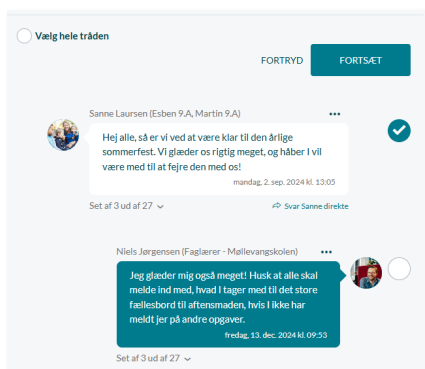 Vælg hele tråden
FORTRYD
FORTSÆT
Sanne Laursen (Esben 9.A, Martin 9.A)
Hej alle, så er vi ved at være klar til den årlige
sommerfest. Vi glæder os rigtig meget, og håber I vil
være med til at fejre den med os!
mandag, 2. sep. 2024 kl. 13:05
Set af 3 ud af 27
Svar Sanne direkte
Niels Jørgensen (Faglærer - Møllevangskolen)
Jeg glæder mig også meget! Husk at alle skal
melde ind med, hvad I tager med til det store
fællesbord til aftensmaden, hvis I ikke har
meldt jer på andre opgaver.
fredag, 13. dec. 2024 kl. 09:53
Set af 3 ud af 27